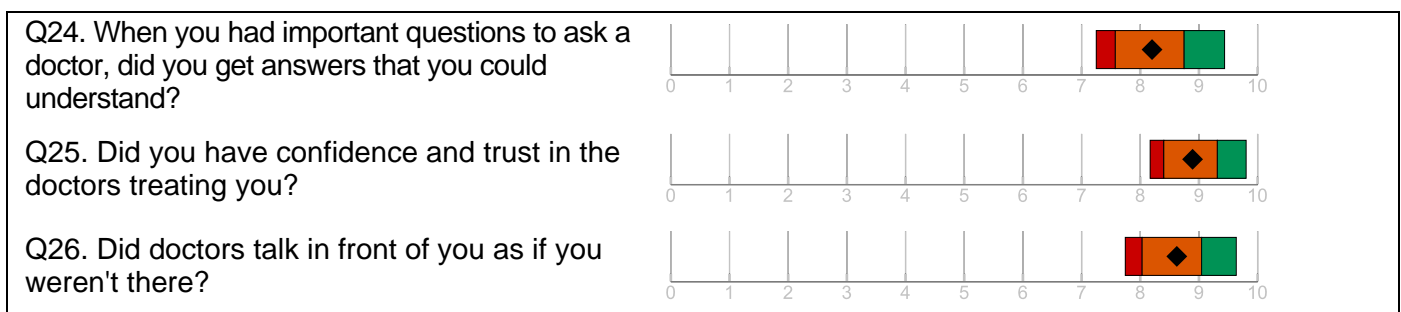 Q24. When you had important questions to ask a
doctor, did you get answers that you could
understand?
0 1 2 3 4 5 6 7 8 9 10
Q25. Did you have confidence and trust in the
doctors treating you?
0 1 2 3 4 5 6 7 8 9 10
Q26. Did doctors talk in front of you as if you
weren't there?
0 1 2 3 4 5 6 7 8 9 10